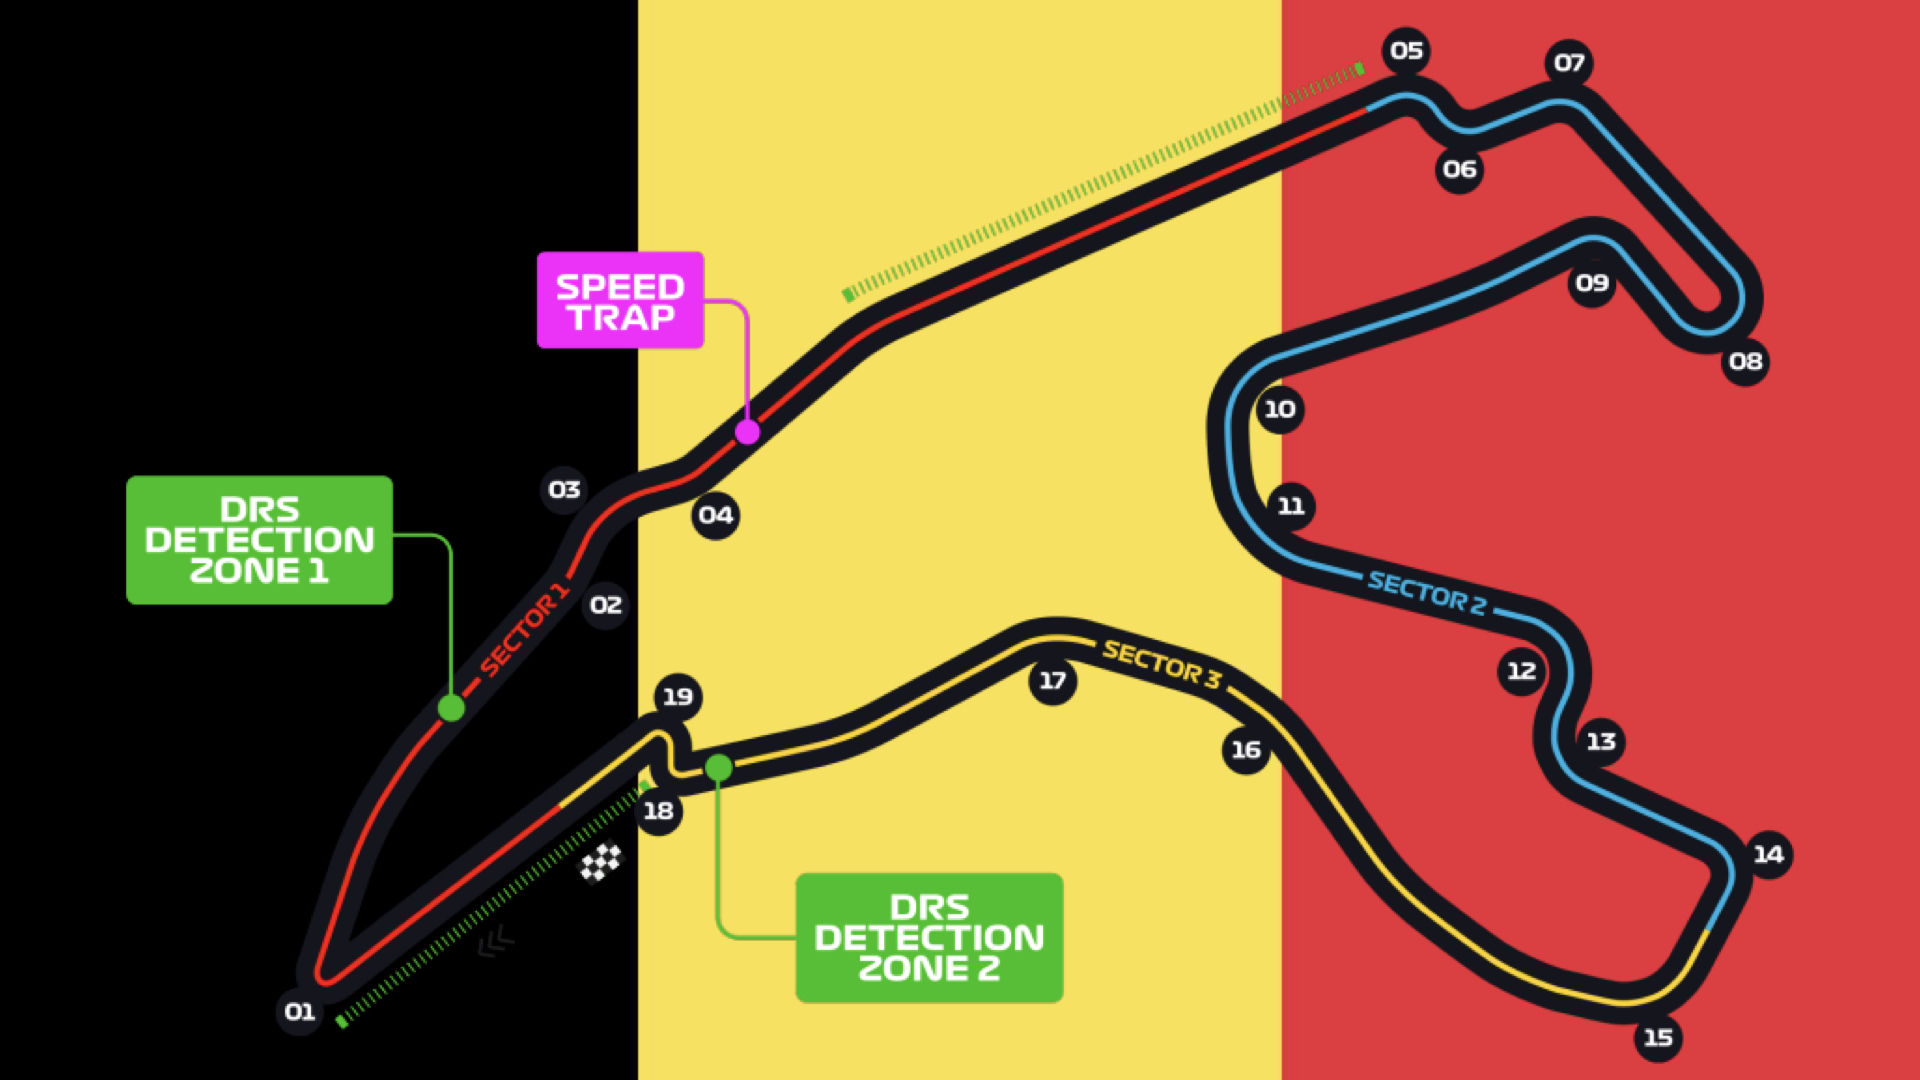 05
07
06
SPEED
TRAP
09
08
10
03
04
11
DRS
DETECTION
ZONE 1
SECTOR 1
02
SECTOR 2
12
SECTOR 3
17
19
13
16
18
14
DRS
DETECTION
ZONE 2
01
15